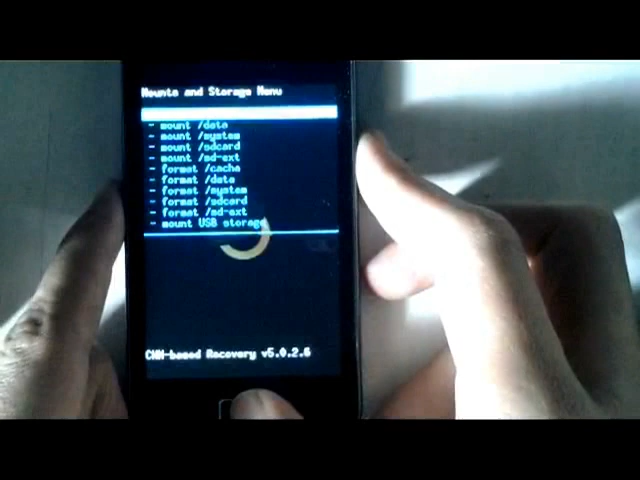 Mounts and Storage Menu
- mount /data
- mount /system
- mount /sdcard
- mount /sd-ext
- format /cache
- format /data
- format /system
- format /sdcard
- format /sd-ext
- mount USB storage
CWM-based Recovery v5.0.2.6